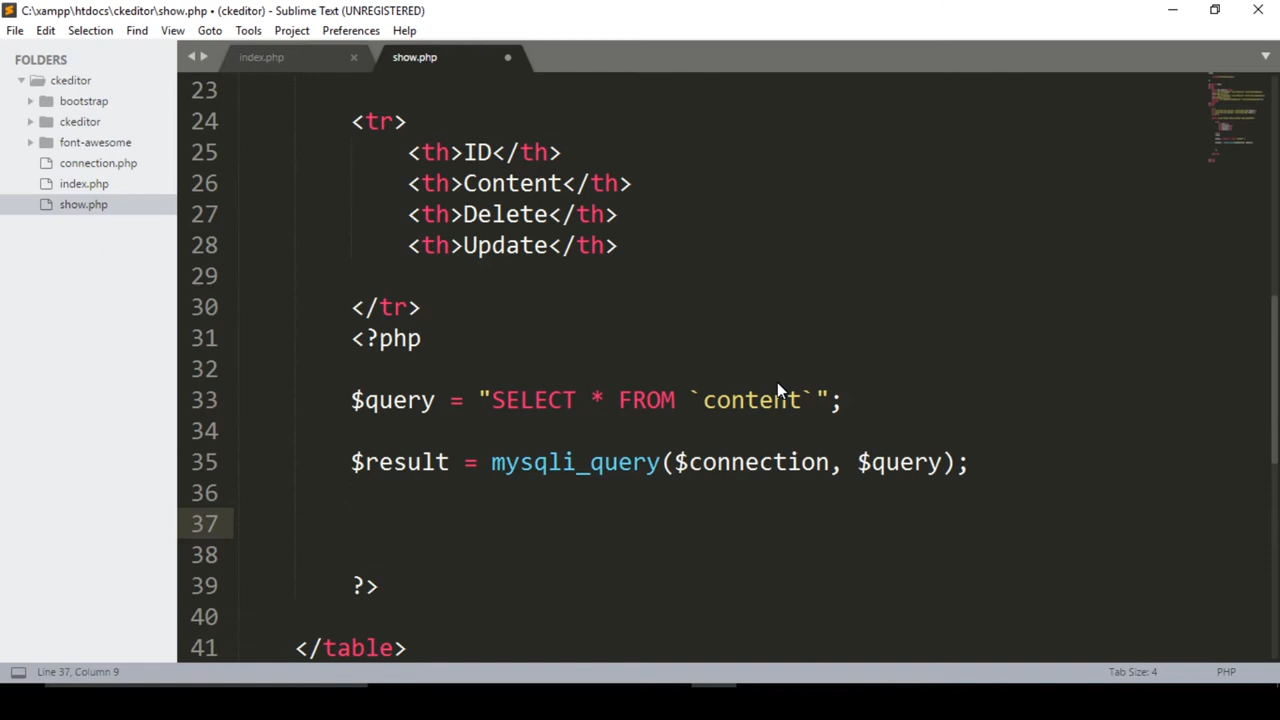 C:\xampp\htdocs\ckeditor\show.php • (ckeditor) - Sublime Text (UNREGISTERED)
File Edit Selection Find View Goto Tools Project Preferences Help
FOLDERS
ckeditor
bootstrap
ckeditor
font-awesome
connection.php
index.php
show.php
index.php show.php
23
24 <tr>
25 <th>ID</th>
26 <th>Content</th>
27 <th>Delete</th>
28 <th>Update</th>
29
30 </tr>
31 <?php
32
33 $query = "SELECT * FROM `content`";
34
35 $result = mysqli_query($connection, $query);
36
37
38
39 ?>
40
41 </table>
Line 37, Column 9 Tab Size: 4 PHP